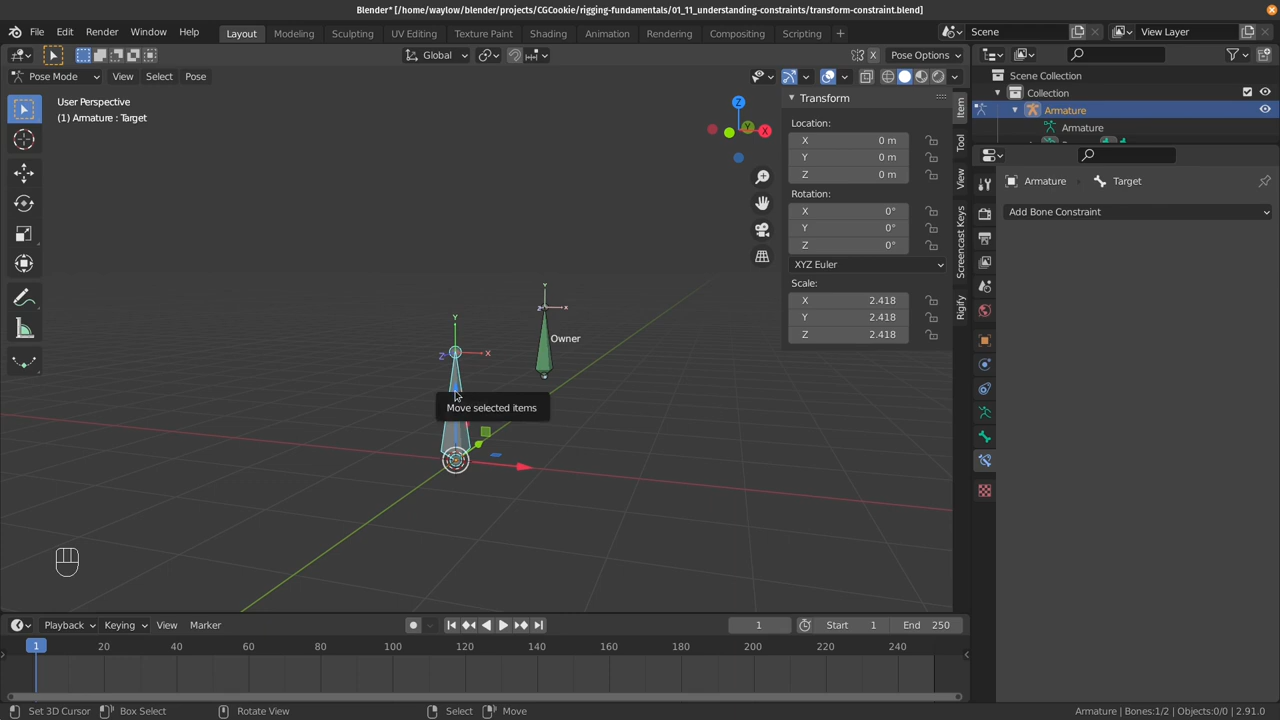 Blender* [/home/waylow/blender/projects/CGCookie/rigging-fundamentals/01_11_understanding-constraints/transform-constraint.blend]
File Edit Render Window Help Layout Modeling Sculpting UV Editing Texture Paint Shading Animation Rendering Compositing Scripting + Scene View Layer
Global X Pose Options
Pose Mode View Select Pose
User Perspective
(1) Armature : Target
Transform
Location:
X 0 m
Y 0 m
Z 0 m
Rotation:
X 0°
Y 0°
Z 0°
XYZ Euler
Scale:
X 2.418
Y 2.418
Z 2.418
Item
Tool
View
Screencast Keys
Rigify
Z
Y
X
Y
X
Z
Owner
Y
X
Z
Move selected items
Scene Collection
Collection
Armature
Armature
Armature Target
Add Bone Constraint
Playback Keying View Marker 1 Start 1 End 250
1 20 40 60 80 100 120 140 160 180 200 220 240
Set 3D Cursor Box Select Rotate View Select Move Armature | Bones:1/2 | Objects:0/0 | 2.91.0